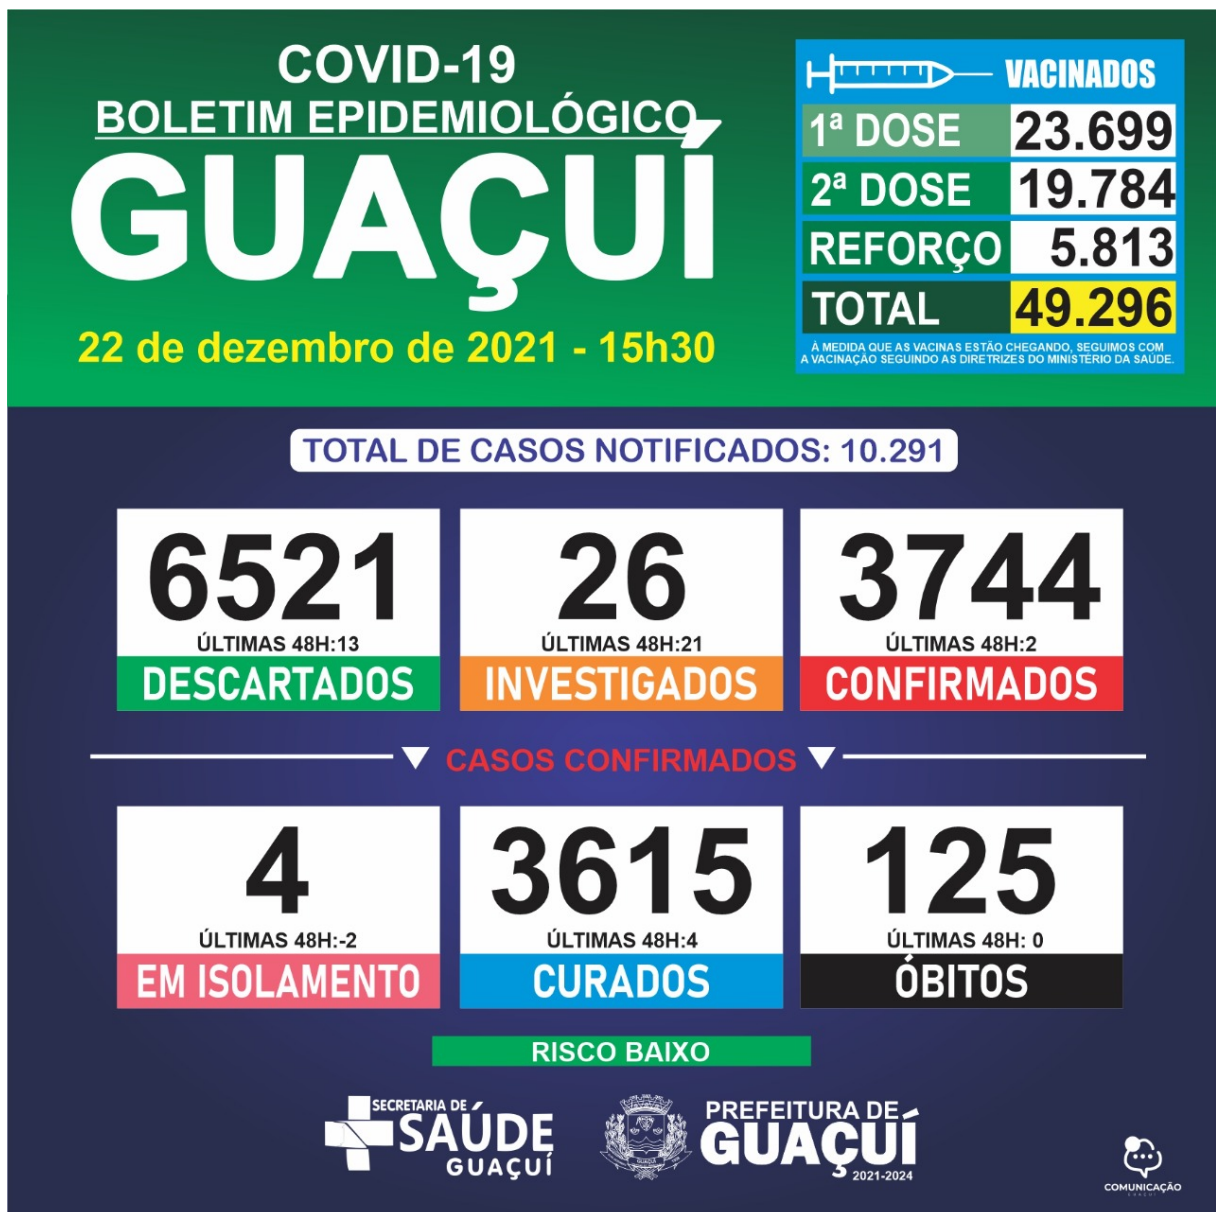 COVID-19
BOLETIM EPIDEMIOLÓGICO
GUAÇUÍ
22 de dezembro de 2021 - 15h30
VACINADOS
1ª DOSE 23.699
2ª DOSE 19.784
REFORÇO 5.813
TOTAL 49.296
À MEDIDA QUE AS VACINAS ESTÃO CHEGANDO, SEGUIMOS COM
A VACINAÇÃO SEGUINDO AS DIRETRIZES DO MINISTÉRIO DA SAÚDE.
TOTAL DE CASOS NOTIFICADOS: 10.291
6521
ÚLTIMAS 48H:13
DESCARTADOS
26
ÚLTIMAS 48H:21
INVESTIGADOS
3744
ÚLTIMAS 48H:2
CONFIRMADOS
CASOS CONFIRMADOS
4
ÚLTIMAS 48H:-2
EM ISOLAMENTO
3615
ÚLTIMAS 48H:4
CURADOS
125
ÚLTIMAS 48H: 0
ÓBITOS
RISCO BAIXO
SECRETARIA DE
SAÚDE
GUAÇUÍ
PREFEITURA DE
GUAÇUÍ
2021-2024
COMUNICAÇÃO